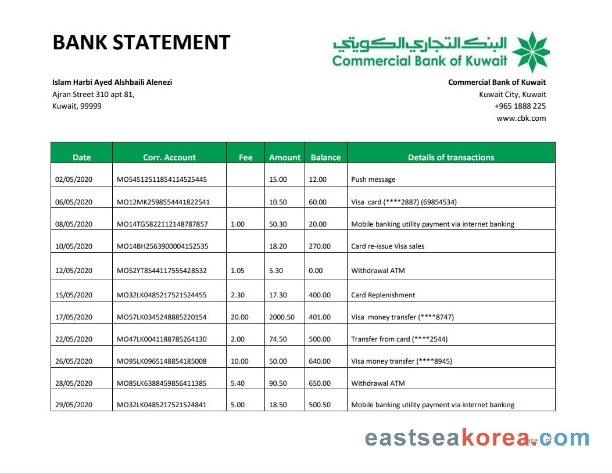 BANK STATEMENT
البنك التجاري الكويتي
Commercial Bank of Kuwait
Islam Harbi Ayed Alshbaili Alenezi
Ajran Street 310 apt 81,
Kuwait, 99999
Commercial Bank of Kuwait
Kuwait City, Kuwait
+965 1888 225
www.cbk.com
Date Corr. Account Fee Amount Balance Details of transactions
02/05/2020 MO54512511854114525445 15.00 12.00 Push message
06/05/2020 MO12MK2598554441822541 10.50 60.00 Visa card (****2887) (69854534)
08/05/2020 MO14TG5822112148787857 1.00 50.30 20.00 Mobile banking utility payment via internet banking
10/05/2020 MO14BH2563900004152535 18.20 270.00 Card re-issue Visa sales
12/05/2020 MO52YT8544117555428532 1.05 5.30 0.00 Withdrawal ATM
15/05/2020 MO32LK0485217521524455 2.30 17.30 400.00 Card Replenishment
17/05/2020 MO57LK0345248885220154 20.00 2000.50 401.00 Visa money transfer (****8747)
22/05/2020 MO47LK0041188785264130 2.00 74.50 500.00 Transfer from card (****2544)
26/05/2020 MO95LK0965148854185008 10.00 50.00 640.00 Visa money transfer (****8945)
28/05/2020 MO85LK6388459856411385 5.40 90.50 650.00 Withdrawal ATM
29/05/2020 MO32LK0485217521524841 5.00 18.50 500.50 Mobile banking utility payment via internet banking
eastseakorea.com